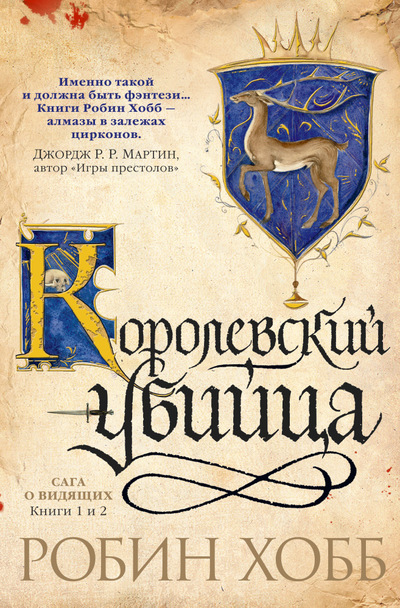 Именно такой
и должна быть фэнтези...
Книги Робин Хобб —
алмазы в залежах
цирконов.
Джордж Р. Р. Мартин,
автор «Игры престолов»
Королевский
убийца
САГА
О ВИДЯЩИХ
Книги 1 и 2
РОБИН ХОББ